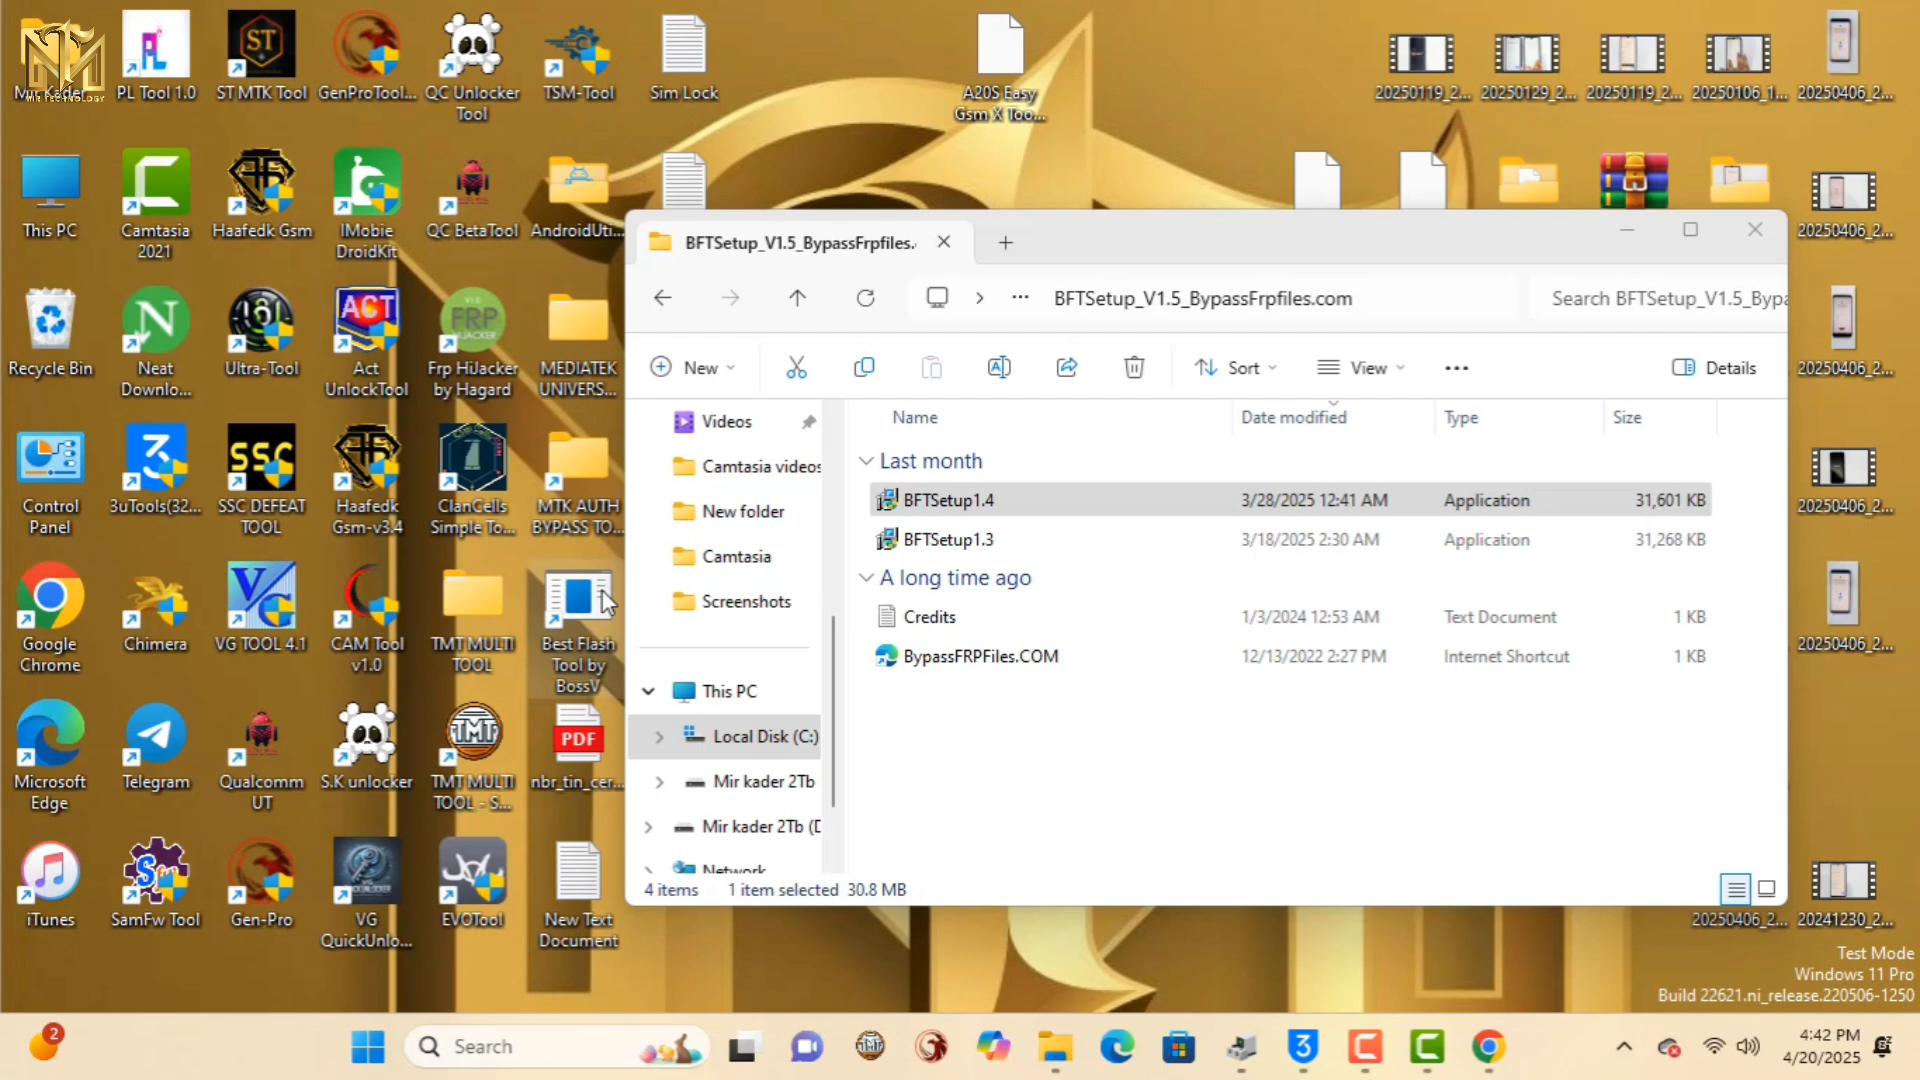 Mir Kader
MIR TECHNOLOGY
PL Tool 1.0
ST MTK Tool
GenProTool...
QC Unlocker
Tool
TSM-Tool
Sim Lock
A20S Easy
Gsm X Too...
20250119_2...
20250129_2...
20250119_2...
20250106_1...
20250406_2...
This PC
Camtasia
2021
Haafedk Gsm
IMobie
DroidKit
QC BetaTool
AndroidUti...
20250406_2...
Recycle Bin
Neat
Downlo...
Ultra-Tool
ACT
Act
UnlockTool
FRP
HIJACKER
Frp HiJacker
by Hagard
MEDIATEK
UNIVERS...
20250406_2...
Control
Panel
3uTools(32...
SSC
SSC DEFEAT
TOOL
Haafedk
Gsm-v3.4
ClanCells
Simple To...
MTK AUTH
BYPASS TO...
20250406_2...
Google
Chrome
Chimera
VG TOOL 4.1
CAM Tool
v1.0
TMT MULTI
TOOL
Best Flash
Tool by
BossV
20250406_2...
Microsoft
Edge
Telegram
Qualcomm
UT
S.K unlocker
TMT
TMT MULTI
TOOL - S...
PDF
nbr_tin_cer...
iTunes
SamFw Tool
Gen-Pro
VG
QuickUnlo...
EVOTool
New Text
Document
20250406_2...
20241230_2...
BFTSetup_V1.5_BypassFrpfiles.
BFTSetup_V1.5_BypassFrpfiles.com
Search BFTSetup_V1.5_Bypa
New
Sort
View
Details
Videos
Camtasia videos
New folder
Camtasia
Screenshots
This PC
Local Disk (C:)
Mir kader 2Tb
Mir kader 2Tb (D
Network
Name Date modified Type Size
Last month
BFTSetup1.4 3/28/2025 12:41 AM Application 31,601 KB
BFTSetup1.3 3/18/2025 2:30 AM Application 31,268 KB
A long time ago
Credits 1/3/2024 12:53 AM Text Document 1 KB
BypassFRPFiles.COM 12/13/2022 2:27 PM Internet Shortcut 1 KB
4 items 1 item selected 30.8 MB
Test Mode
Windows 11 Pro
Build 22621.ni_release.220506-1250
2
Search
4:42 PM
4/20/2025